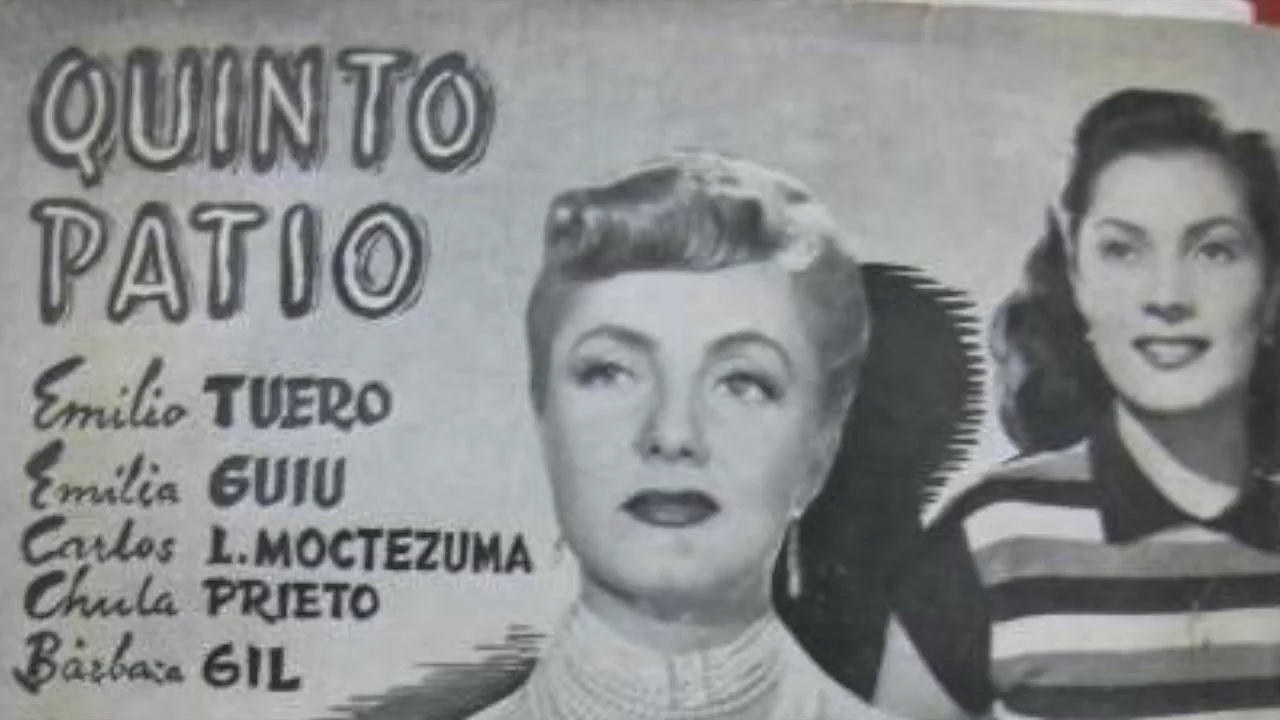 QUINTO
PATIO
Emilio TUERO
Emilia GUIU
Carlos L.MOCTEZUMA
Chula PRIETO
Bárbara GIL